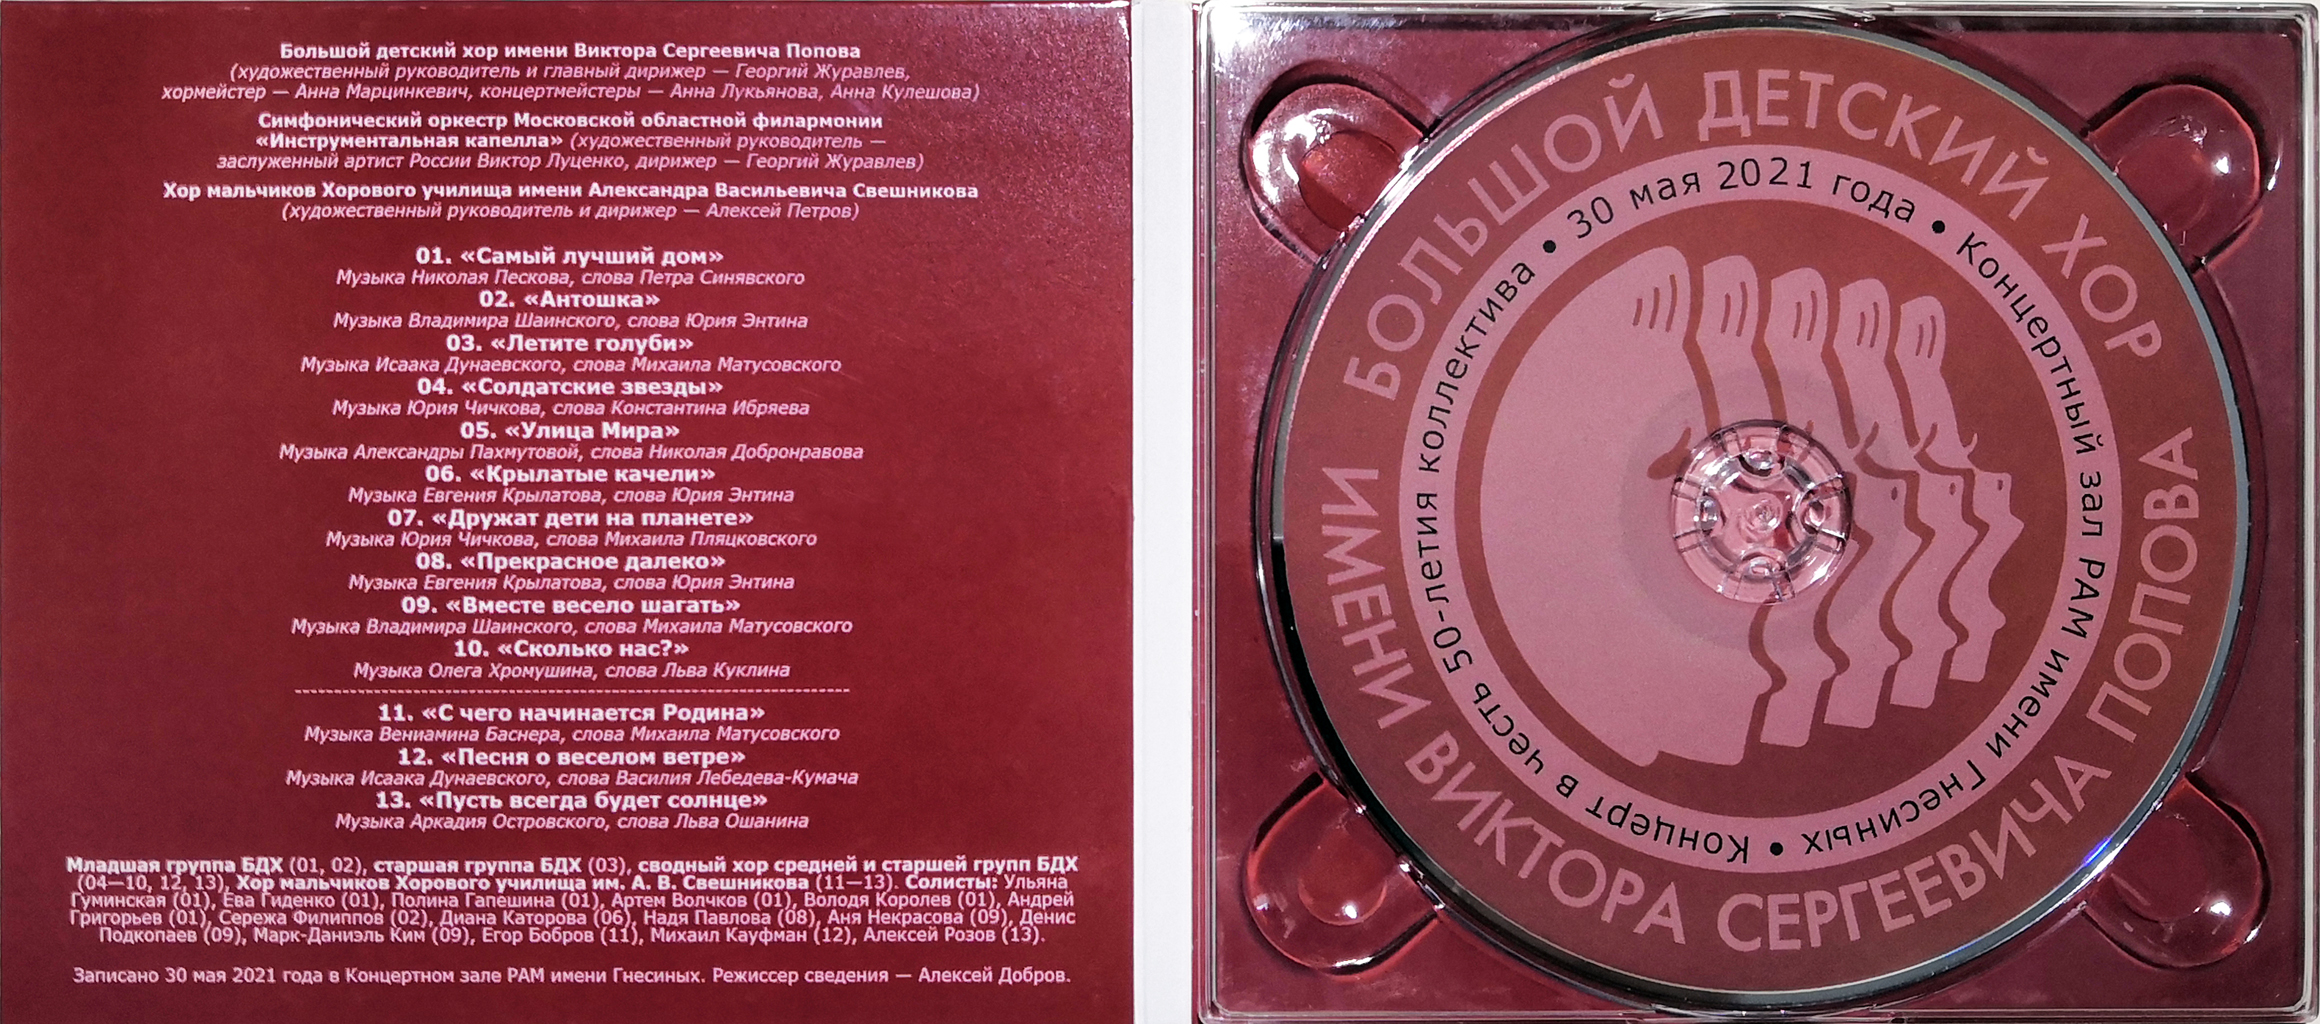 Большой детский хор имени Виктора Сергеевича Попова
(художественный руководитель и главный дирижер — Георгий Журавлев,
хормейстер — Анна Марцинкевич, концертмейстеры — Анна Лукьянова, Анна Кулешова)
Симфонический оркестр Московской областной филармонии
«Инструментальная капелла» (художественный руководитель —
заслуженный артист России Виктор Луценко, дирижер — Георгий Журавлев)
Хор мальчиков Хорового училища имени Александра Васильевича Свешникова
(художественный руководитель и дирижер — Алексей Петров)
01. «Самый лучший дом»
Музыка Николая Пескова, слова Петра Синявского
02. «Антошка»
Музыка Владимира Шаинского, слова Юрия Энтина
03. «Летите голуби»
Музыка Исаака Дунаевского, слова Михаила Матусовского
04. «Солдатские звезды»
Музыка Юрия Чичкова, слова Константина Ибряева
05. «Улица Мира»
Музыка Александры Пахмутовой, слова Николая Добронравова
06. «Крылатые качели»
Музыка Евгения Крылатова, слова Юрия Энтина
07. «Дружат дети на планете»
Музыка Юрия Чичкова, слова Михаила Пляцковского
08. «Прекрасное далеко»
Музыка Евгения Крылатова, слова Юрия Энтина
09. «Вместе весело шагать»
Музыка Владимира Шаинского, слова Михаила Матусовского
10. «Сколько нас?»
Музыка Олега Хромушина, слова Льва Куклина
11. «С чего начинается Родина»
Музыка Вениамина Баснера, слова Михаила Матусовского
12. «Песня о веселом ветре»
Музыка Исаака Дунаевского, слова Василия Лебедева-Кумача
13. «Пусть всегда будет солнце»
Музыка Аркадия Островского, слова Льва Ошанина
Младшая группа БДХ (01, 02), старшая группа БДХ (03), сводный хор средней и старшей групп БДХ
(04—10, 12, 13), Хор мальчиков Хорового училища им. А. В. Свешникова (11—13). Солисты: Ульяна
Гуминская (01), Ева Гиденко (01), Полина Гапешина (01), Артем Волчков (01), Володя Королев (01), Андрей
Григорьев (01), Сережа Филиппов (02), Диана Каторова (06), Надя Павлова (08), Аня Некрасова (09), Денис
Подкопаев (09), Марк-Даниэль Ким (09), Егор Бобров (11), Михаил Кауфман (12), Алексей Розов (13).
Записано 30 мая 2021 года в Концертном зале РАМ имени Гнесиных. Режиссер сведения — Алексей Добров.
БОЛЬШОЙ ДЕТСКИЙ ХОР
ИМЕНИ ВИКТОРА СЕРГЕЕВИЧА ПОПОВА
• 30 мая 2021 года • Концертный зал РАМ имени Гнесиных • Концерт в честь 50-летия коллектива